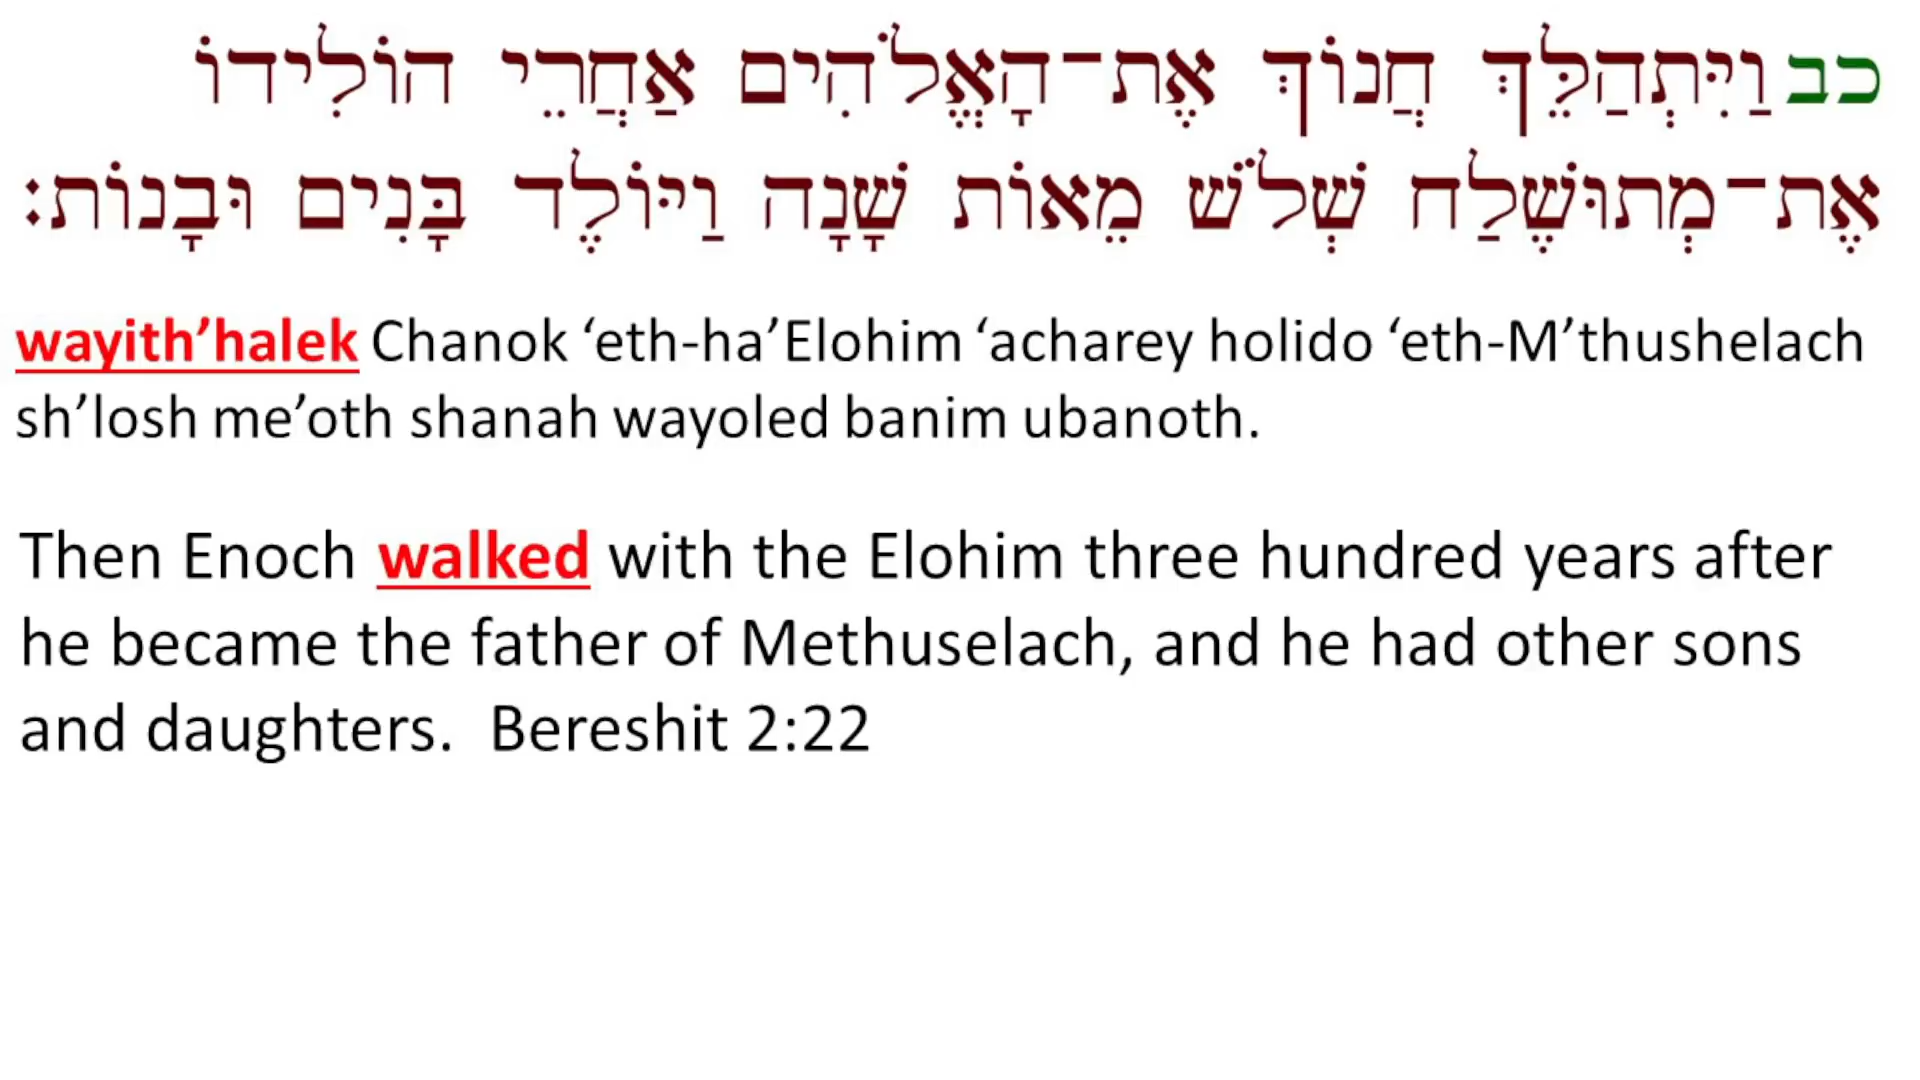 כב וַיִּתְהַלֵּךְ חֲנוֹךְ אֶת־הָאֱלֹהִים אַחֲרֵי הוֹלִידוֹ
אֶת־מְתוּשֶׁלַח שְׁלֹשׁ מֵאוֹת שָׁנָה וַיּוֹלֶד בָּנִים וּבָנוֹת׃
wayith’halek Chanok ‘eth-ha’Elohim ‘acharey holido ‘eth-M’thushelach
sh’losh me’oth shanah wayoled banim ubanoth.
Then Enoch walked with the Elohim three hundred years after
he became the father of Methuselach, and he had other sons
and daughters.  Bereshit 2:22